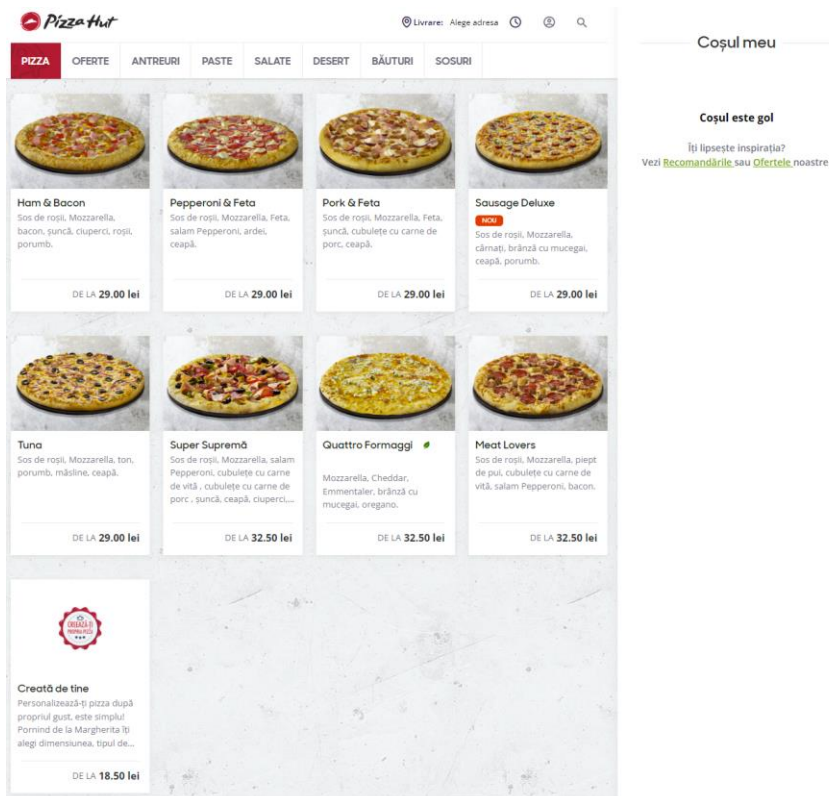 Pizza Hut
Livrare: Alege adresa
PIZZA OFERTE ANTREURI PASTE SALATE DESERT BĂUTURI SOSURI
Coșul meu
Coșul este gol
Îți lipsește inspirația?
Vezi Recomandările sau Ofertele noastre
Ham & Bacon
Sos de roșii, Mozzarella,
bacon, șuncă, ciuperci, roșii,
porumb.
DE LA 29.00 lei
Pepperoni & Feta
Sos de roșii, Mozzarella, Feta,
salam Pepperoni, ardei,
ceapă.
DE LA 29.00 lei
Pork & Feta
Sos de roșii, Mozzarella, Feta,
șuncă, cubulețe cu carne de
porc, ceapă.
DE LA 29.00 lei
Sausage Deluxe
NOU
Sos de roșii, Mozzarella,
cârnați, brânză cu mucegai,
ceapă, porumb.
DE LA 29.00 lei
Tuna
Sos de roșii, Mozzarella, ton,
porumb, măsline, ceapă.
DE LA 29.00 lei
Super Supremă
Sos de roșii, Mozzarella, salam
Pepperoni, cubulețe cu carne
de vită , cubulețe cu carne de
porc , șuncă, ceapă, ciuperci,...
DE LA 32.50 lei
Quattro Formaggi
Mozzarella, Cheddar,
Emmentaler, brânză cu
mucegai, oregano.
DE LA 32.50 lei
Meat Lovers
Sos de roșii, Mozzarella, piept
de pui, cubulețe cu carne de
vită, salam Pepperoni, bacon.
DE LA 32.50 lei
CREEAZĂ-ȚI
PROPRIA PIZZA
Creată de tine
Personalizează-ți pizza după
propriul gust, este simplu!
Pornind de la Margherita îți
alegi dimensiunea, tipul de...
DE LA 18.50 lei